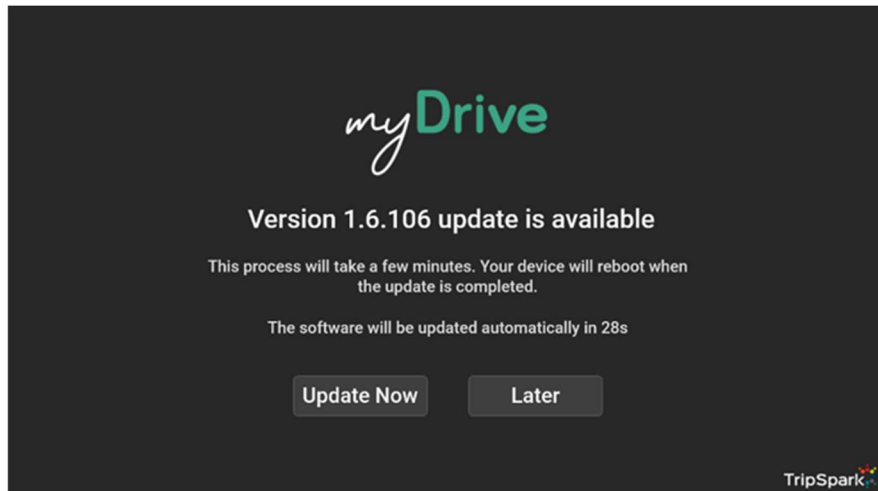 myDrive
Version 1.6.106 update is available
This process will take a few minutes. Your device will reboot when
the update is completed.
The software will be updated automatically in 28s
Update Now Later
TripSpark